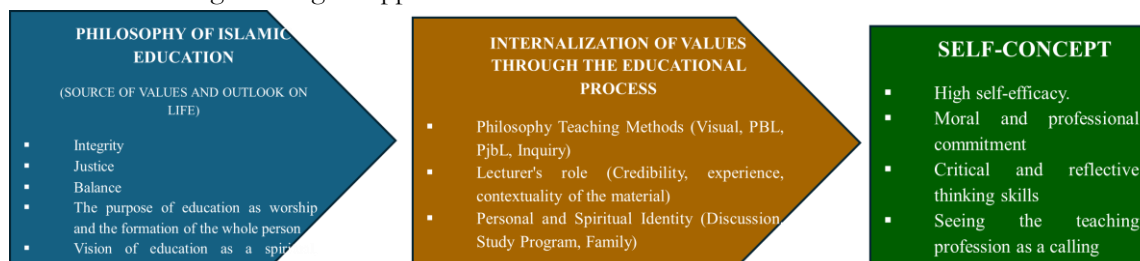 PHILOSOPHY OF ISLAMIC
EDUCATION
(SOURCE OF VALUES AND OUTLOOK ON
LIFE)
▪ Integrity
▪ Justice
▪ Balance
▪ The purpose of education as worship
and the formation of the whole person
▪ Vision of education as a
INTERNALIZATION OF VALUES
THROUGH THE EDUCATIONAL
PROCESS
▪ Philosophy Teaching Methods (Visual, PBL,
PjbL, Inquiry)
▪ Lecturer's role (Credibility, experience,
contextuality of the material)
▪ Personal and Spiritual Identity (Discussion,
Study Program, Family)
SELF-CONCEPT
▪ High self-efficacy.
▪ Moral and professional
commitment
▪ Critical and reflective
thinking skills
▪ Seeing the teaching
profession as a calling